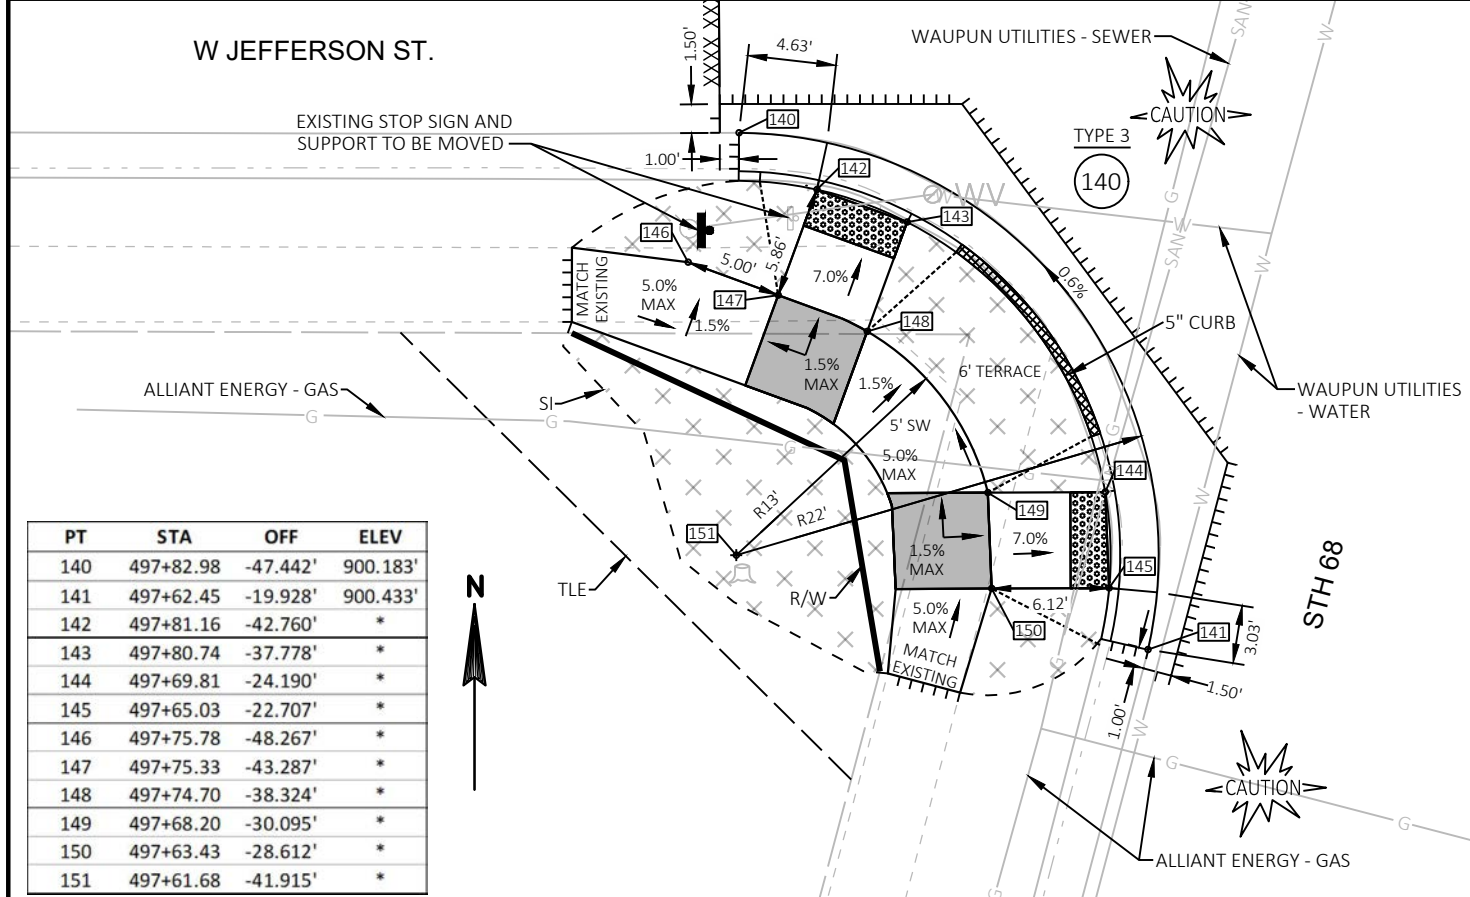 W JEFFERSON ST.
1.50'
4.63'
WAUPUN UTILITIES - SEWER
SAN
W
CAUTION
EXISTING STOP SIGN AND
SUPPORT TO BE MOVED
140
TYPE 3
140
1.00'
142
WV
143
G
W
SAN
W
146
5.00'
5.86'
7.0%
0.6%
MATCH
EXISTING
5.0%
MAX
147
1.5%
148
5" CURB
1.5%
MAX
1.5%
6' TERRACE
WAUPUN UTILITIES
- WATER
ALLIANT ENERGY - GAS
G
SI
G
G
5' SW
5.0%
MAX
G
G
144
W
R13'
R22'
149
151
1.5%
MAX
7.0%
145
STH 68
N
TLE
R/W
5.0%
MAX
6.12'
150
141
3.03'
MATCH
EXISTING
G
1.50'
1.00'
W
G
CAUTION
G
ALLIANT ENERGY - GAS
G
PT STA OFF ELEV
140 497+82.98 -47.442' 900.183'
141 497+62.45 -19.928' 900.433'
142 497+81.16 -42.760' *
143 497+80.74 -37.778' *
144 497+69.81 -24.190' *
145 497+65.03 -22.707' *
146 497+75.78 -48.267' *
147 497+75.33 -43.287' *
148 497+74.70 -38.324' *
149 497+68.20 -30.095' *
150 497+63.43 -28.612' *
151 497+61.68 -41.915' *